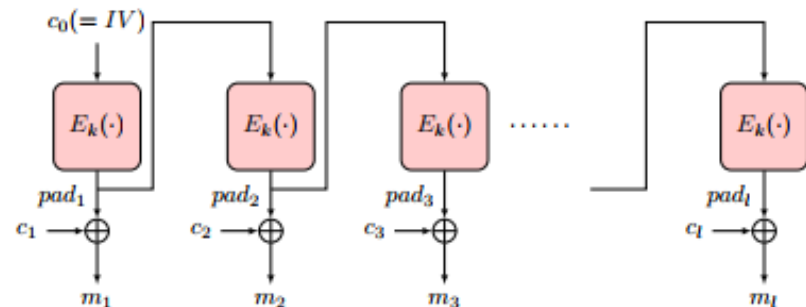 c₀(= IV)
Eₖ(·) Eₖ(·) Eₖ(·) ...... Eₖ(·)
pad₁ pad₂ pad₃ padₗ
c₁ c₂ c₃ cₗ
m₁ m₂ m₃ mₗ